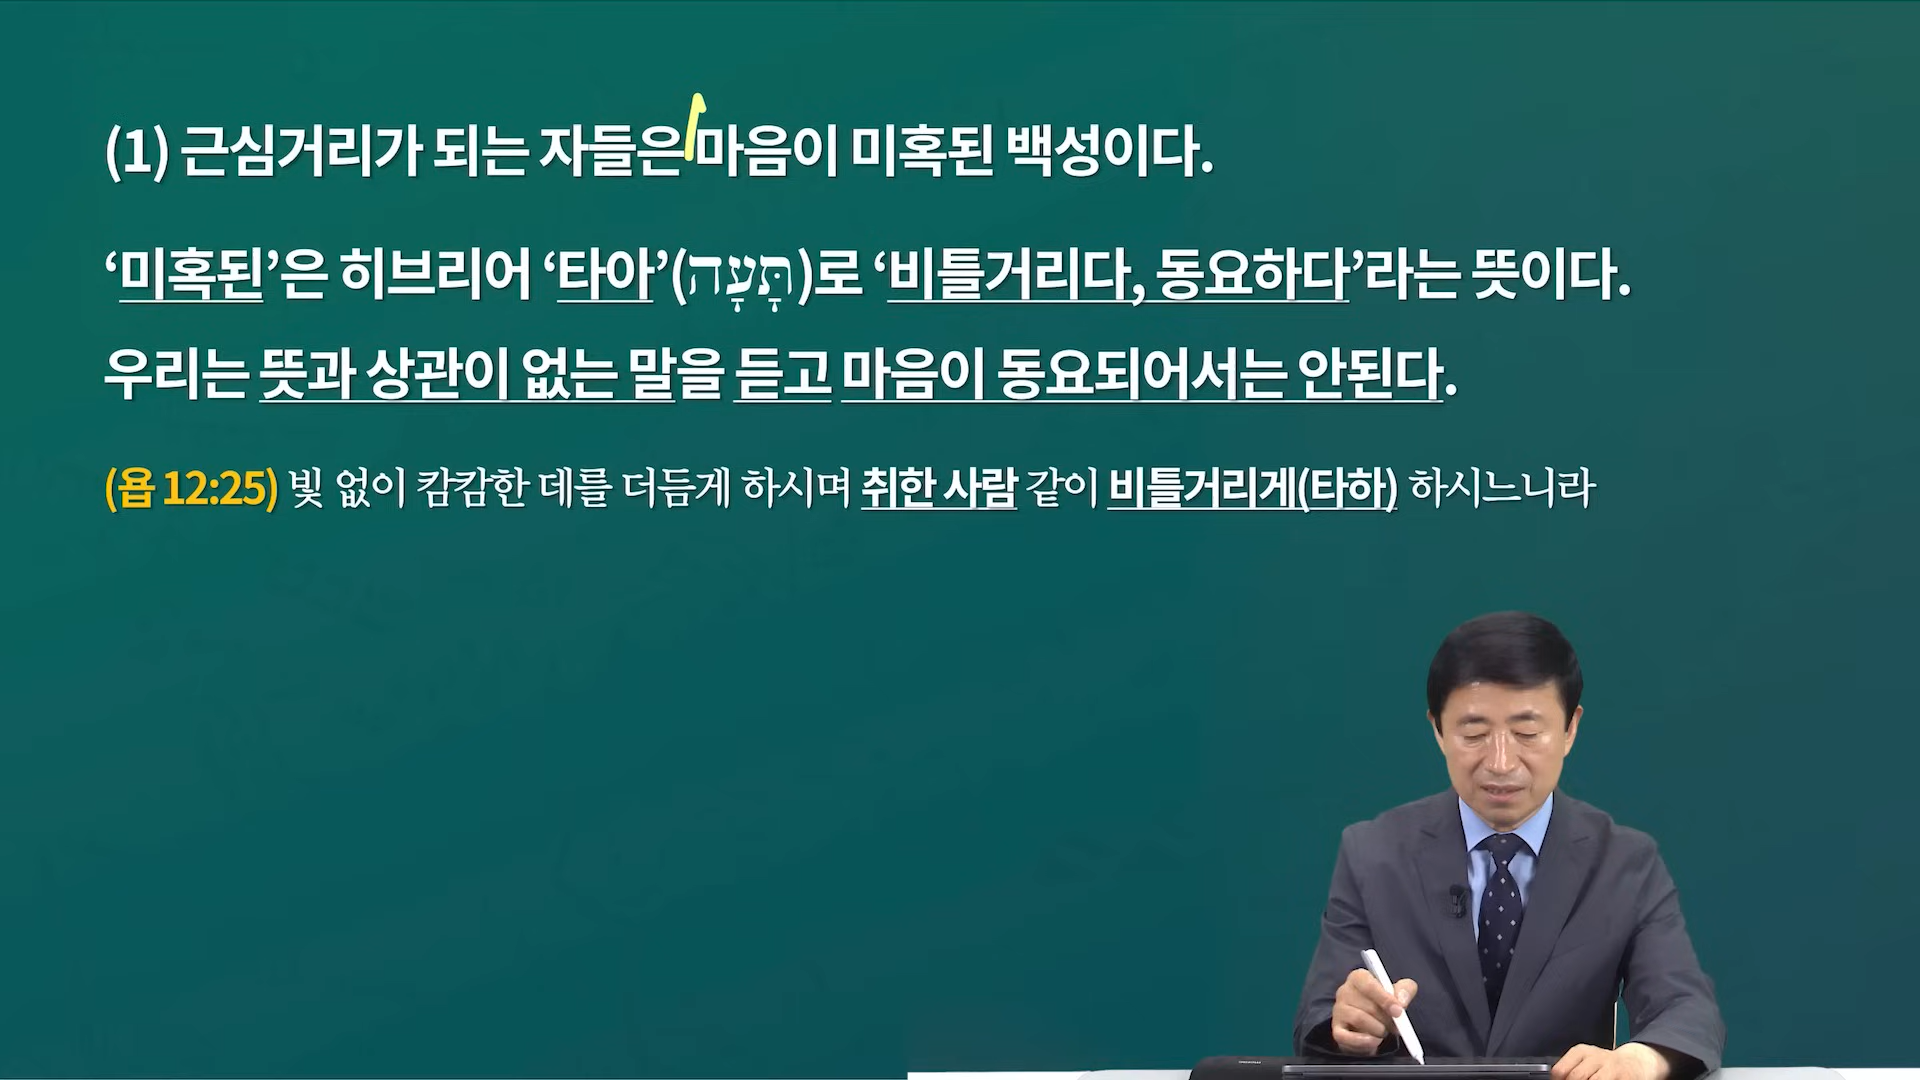 (1) 근심거리가 되는 자들은 마음이 미혹된 백성이다.
‘미혹된’은 히브리어 ‘타아’(תָּעָה)로 ‘비틀거리다, 동요하다’라는 뜻이다.
우리는 뜻과 상관이 없는 말을 듣고 마음이 동요되어서는 안된다.
(욥 12:25) 빛 없이 캄캄한 데를 더듬게 하시며 취한 사람 같이 비틀거리게(타하) 하시느니라